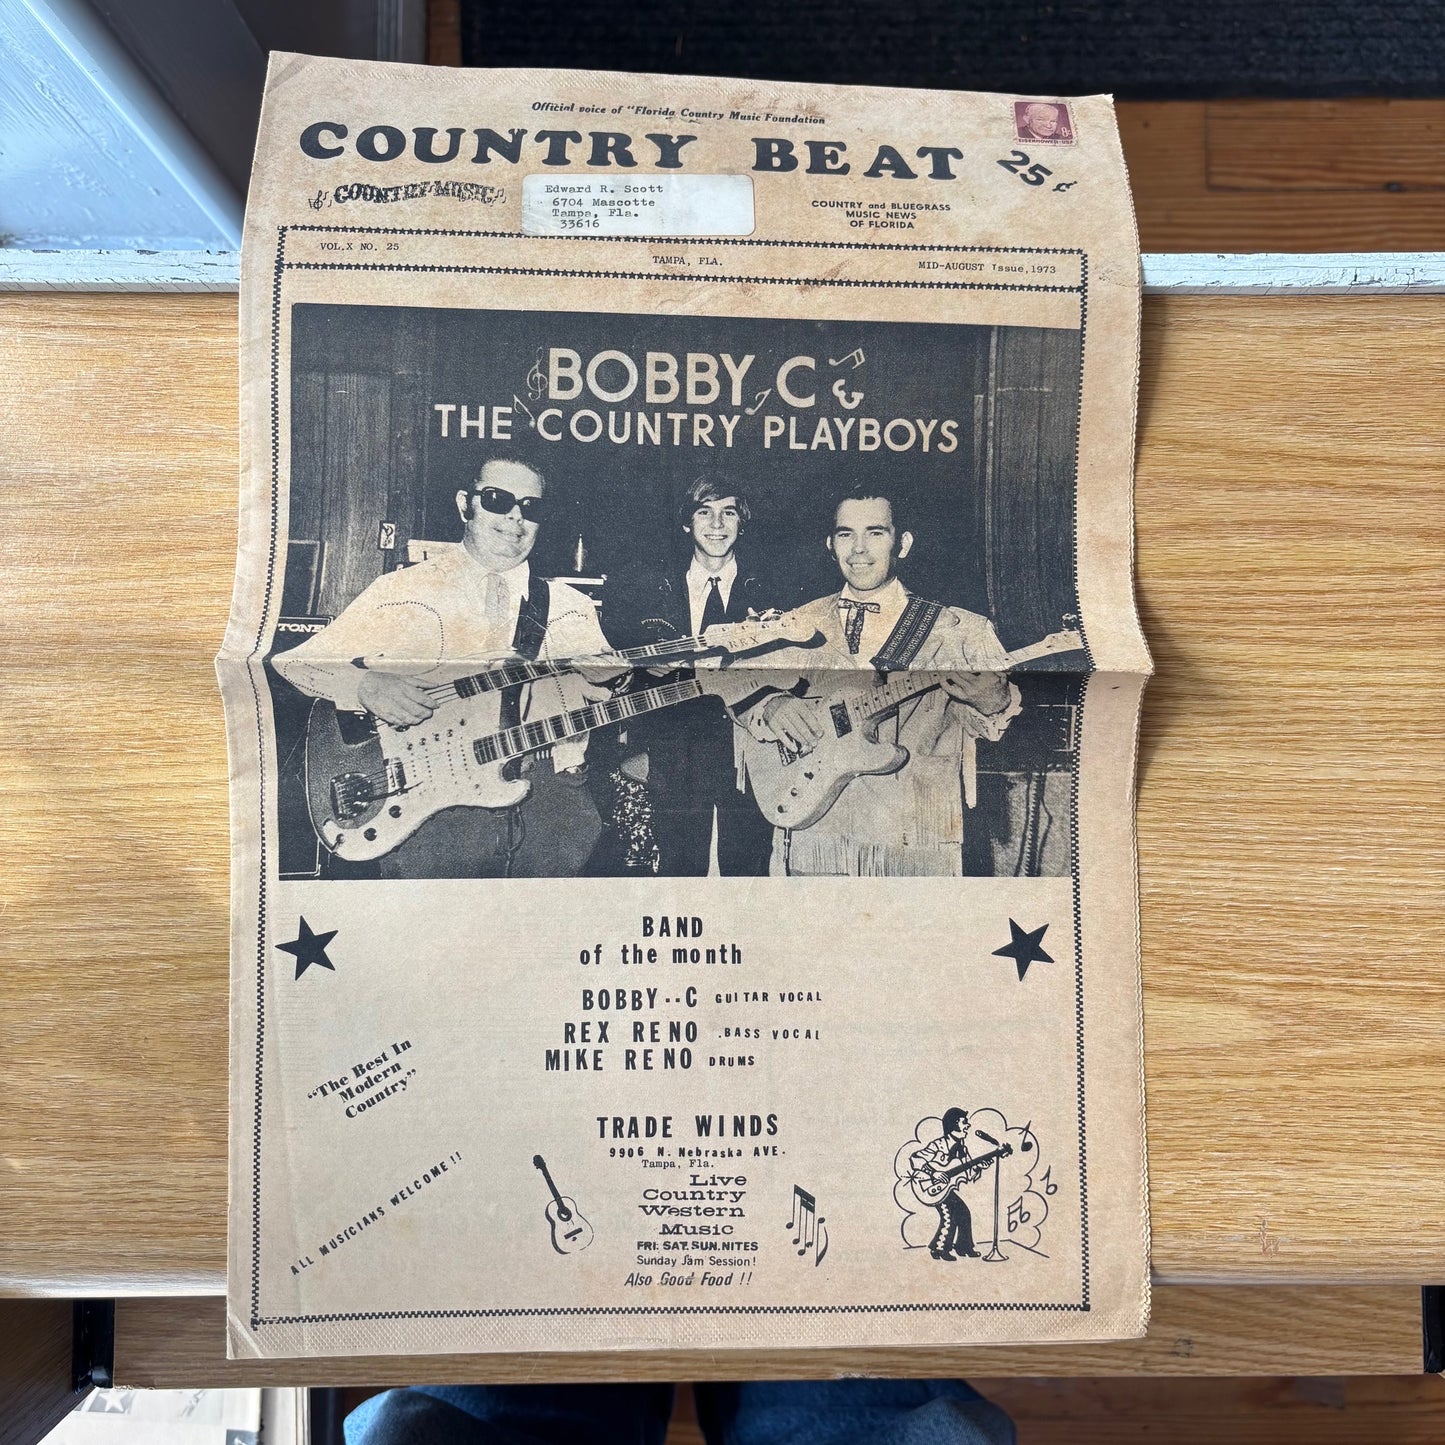 Official voice of "Florida Country Music Foundation
COUNTRY BEAT
25¢
8¢
EISENHOWER·USA
COUNTRY-MUSIC
Edward R. Scott
6704 Mascotte
Tampa, Fla.
33616
COUNTRY and BLUEGRASS
MUSIC NEWS
OF FLORIDA
VOL.X NO. 25
TAMPA, FLA.
MID-AUGUST Issue,1973
BOBBY C &
THE COUNTRY PLAYBOYS
REX
TONE
BAND
of the month
BOBBY..C GUITAR VOCAL
REX RENO .BASS VOCAL
MIKE RENO DRUMS
"The Best In
Modern
Country"
ALL MUSICIANS WELCOME!!
TRADE WINDS
9906 N. Nebraska AVE.
Tampa, Fla.
Live
Country
Western
Music
FRI. SAT. SUN. NITES
Sunday Jam Session!
Also Good Food !!